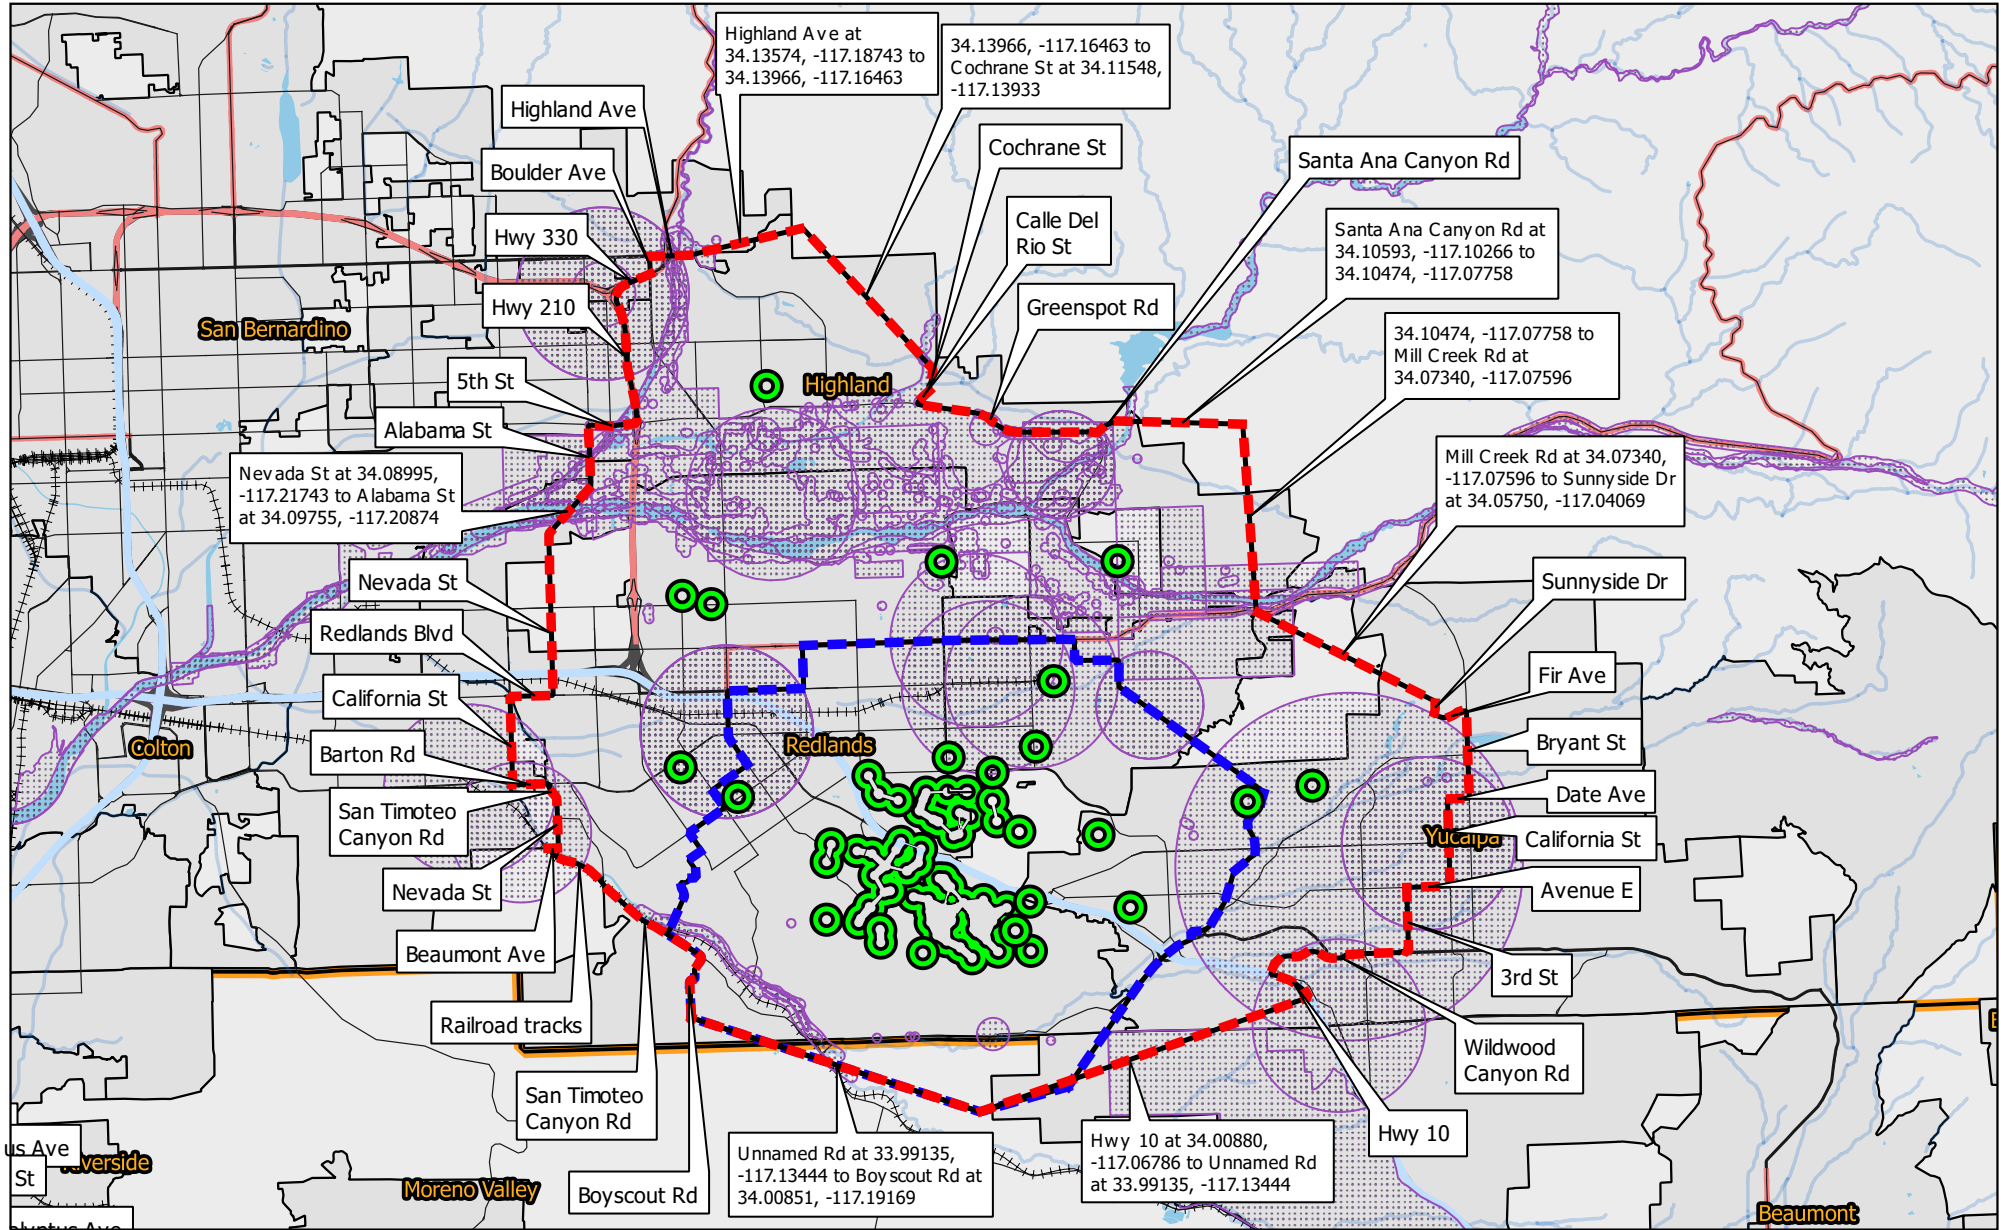 Highland Ave at
34.13574, -117.18743 to
34.13966, -117.16463
34.13966, -117.16463 to
Cochrane St at 34.11548,
-117.13933
Highland Ave
Cochrane St
Santa Ana Canyon Rd
Boulder Ave
Calle Del
Rio St
Santa Ana Canyon Rd at
34.10593, -117.10266 to
34.10474, -117.07758
Hwy 330
Hwy 210
Greenspot Rd
San Bernardino
34.10474, -117.07758 to
Mill Creek Rd at
34.07340, -117.07596
5th St
Highland
Alabama St
Nevada St at 34.08995,
-117.21743 to Alabama St
at 34.09755, -117.20874
Mill Creek Rd at 34.07340,
-117.07596 to Sunnyside Dr
at 34.05750, -117.04069
Nevada St
Sunnyside Dr
Redlands Blvd
Fir Ave
California St
Bryant St
Colton
Barton Rd
Redlands
Date Ave
San Timoteo
Canyon Rd
Yucaipa
California St
Nevada St
Avenue E
Beaumont Ave
3rd St
Railroad tracks
Wildwood
Canyon Rd
San Timoteo
Canyon Rd
Hwy 10
Unnamed Rd at 33.99135,
-117.13444 to Boyscout Rd at
34.00851, -117.19169
Hwy 10 at 34.00880,
-117.06786 to Unnamed Rd
at 33.99135, -117.13444
us Ave
St
verside
Moreno Valley
Boyscout Rd
Beaumont